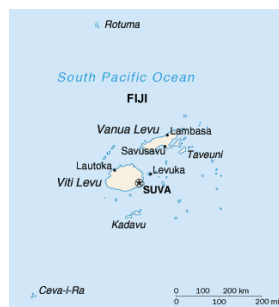 Rotuma
South Pacific Ocean
FIJI
Vanua Levu
Lambasa
Savusavu
Taveuni
Lautoka
Levuka
Viti Levu
SUVA
Kadavu
Ceva-i-Ra
0 100 200 km
0 100 200 mi